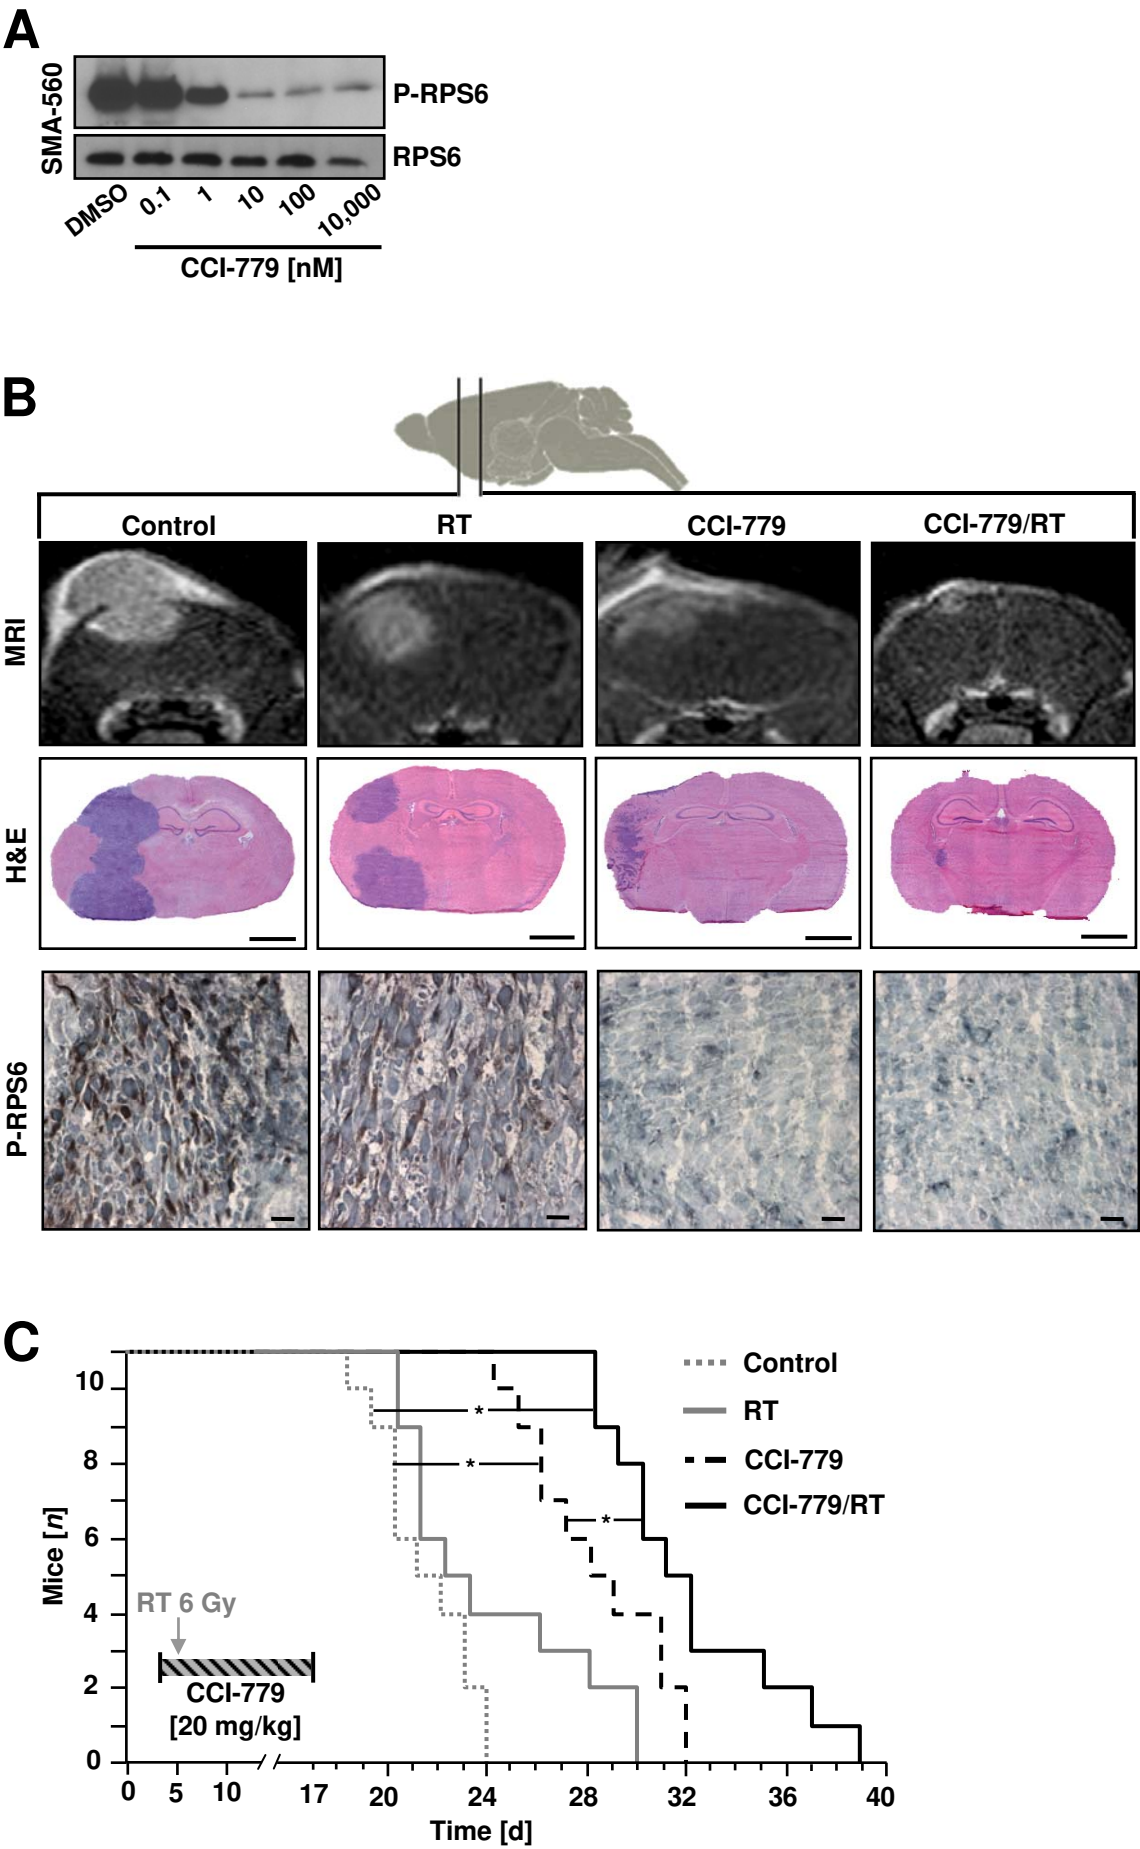 A
SMA-560
P-RPS6
RPS6
DMSO 0.1 1 10 100 10,000
CCI-779 [nM]
B
Control RT CCI-779 CCI-779/RT
MRI
H&E
P-RPS6
C
Mice [n]
10
8
6
4
2
0
* 
*
*
Control
RT
CCI-779
CCI-779/RT
RT 6 Gy
CCI-779
[20 mg/kg]
0 5 10 17 20 24 28 32 36 40
Time [d]